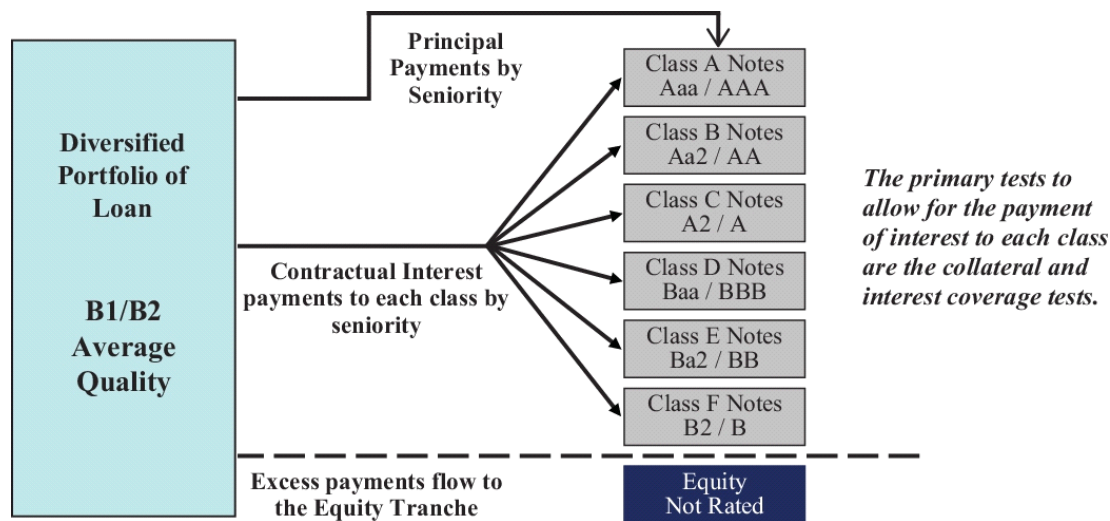 Diversified
Portfolio of
Loan
B1/B2
Average
Quality
Principal
Payments by
Seniority
Contractual Interest
payments to each class by
seniority
Excess payments flow to
the Equity Tranche
Class A Notes
Aaa / AAA
Class B Notes
Aa2 / AA
Class C Notes
A2 / A
Class D Notes
Baa / BBB
Class E Notes
Ba2 / BB
Class F Notes
B2 / B
Equity
Not Rated
The primary tests to
allow for the payment
of interest to each class
are the collateral and
interest coverage tests.